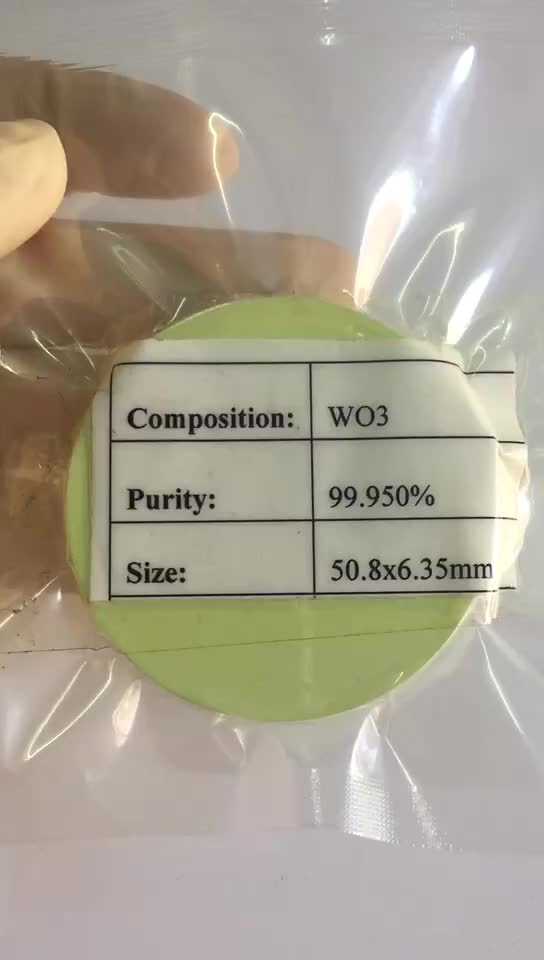 Composition: WO3
Purity: 99.950%
Size: 50.8x6.35mm